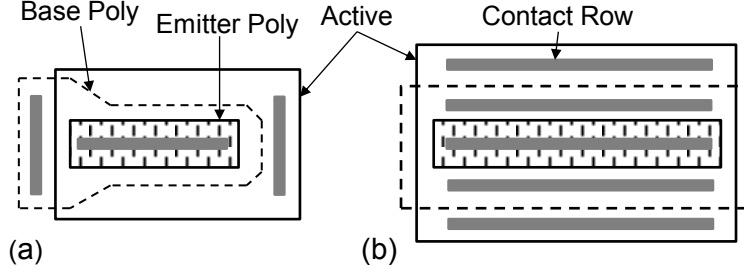 Base Poly
Emitter Poly
Active
Contact Row
(a)
(b)